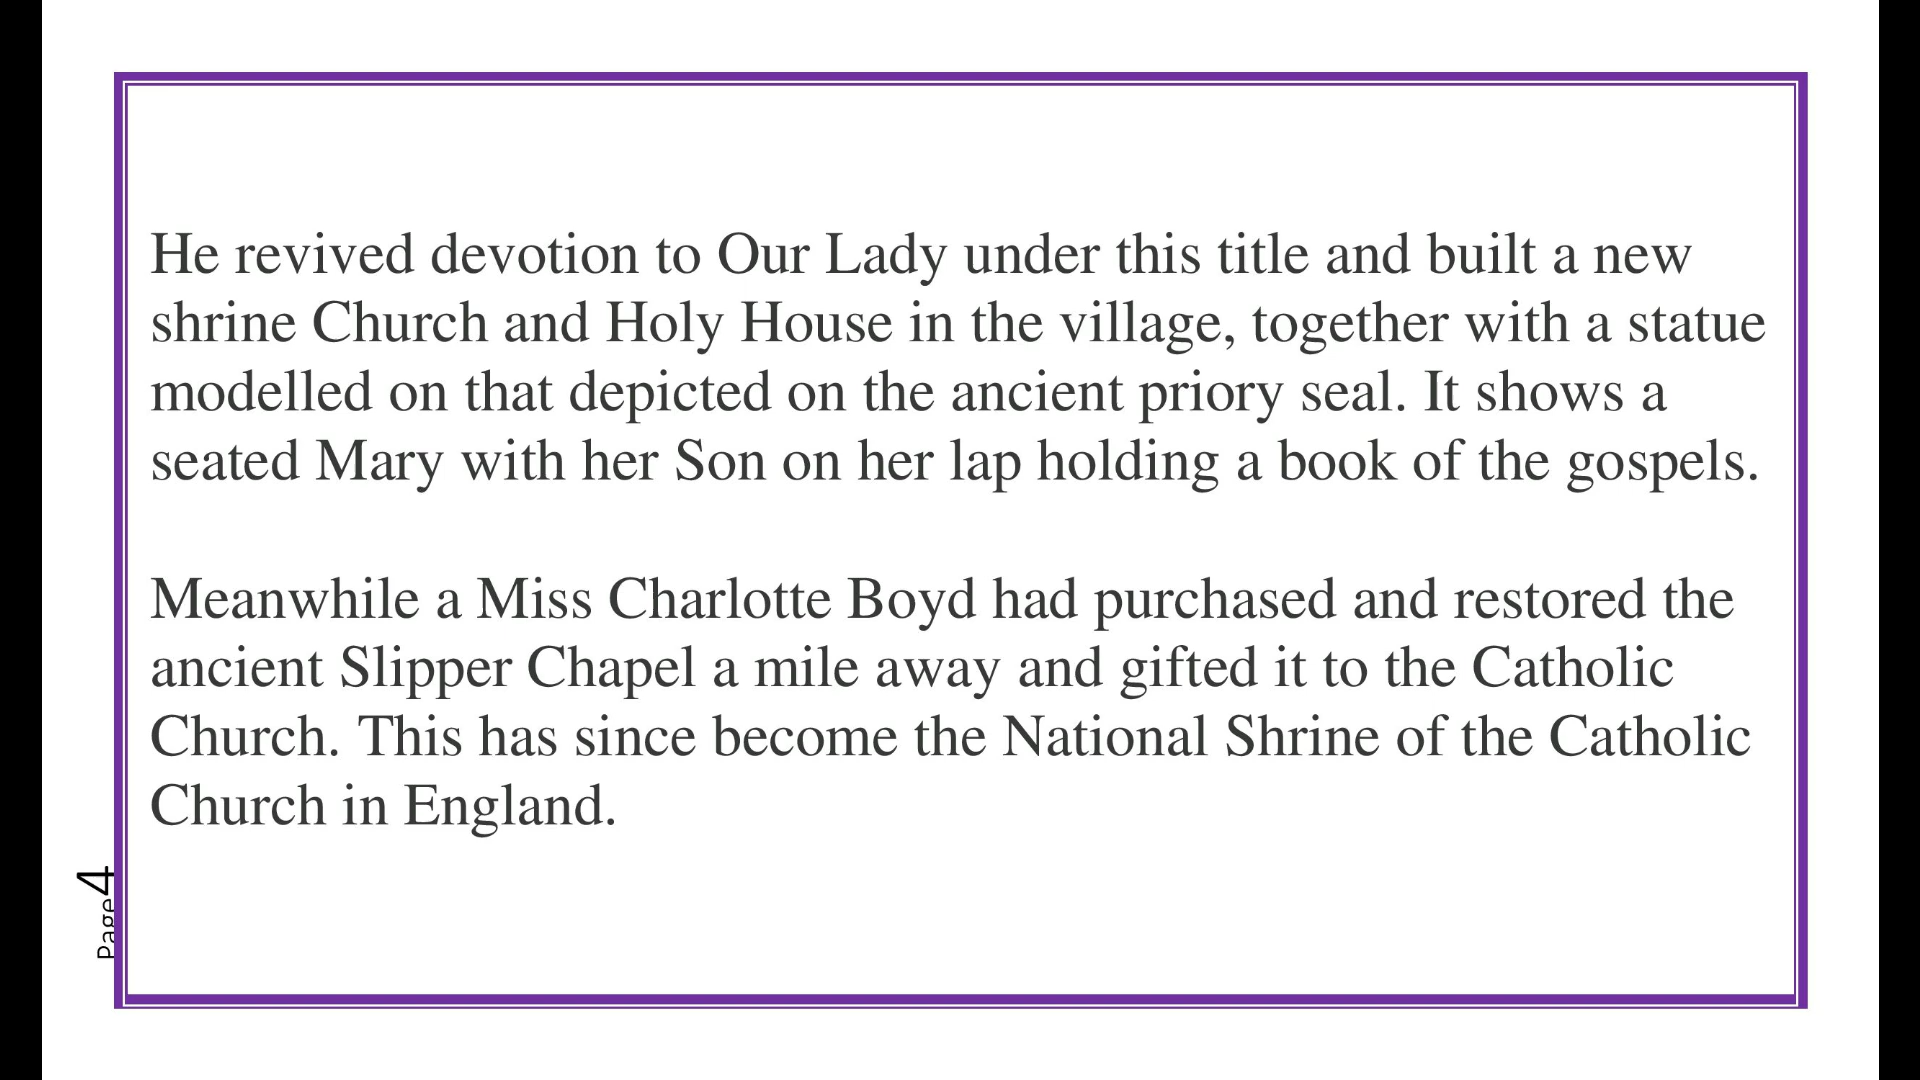 He revived devotion to Our Lady under this title and built a new
shrine Church and Holy House in the village, together with a statue
modelled on that depicted on the ancient priory seal. It shows a
seated Mary with her Son on her lap holding a book of the gospels.
Meanwhile a Miss Charlotte Boyd had purchased and restored the
ancient Slipper Chapel a mile away and gifted it to the Catholic
Church. This has since become the National Shrine of the Catholic
Church in England.
Page4